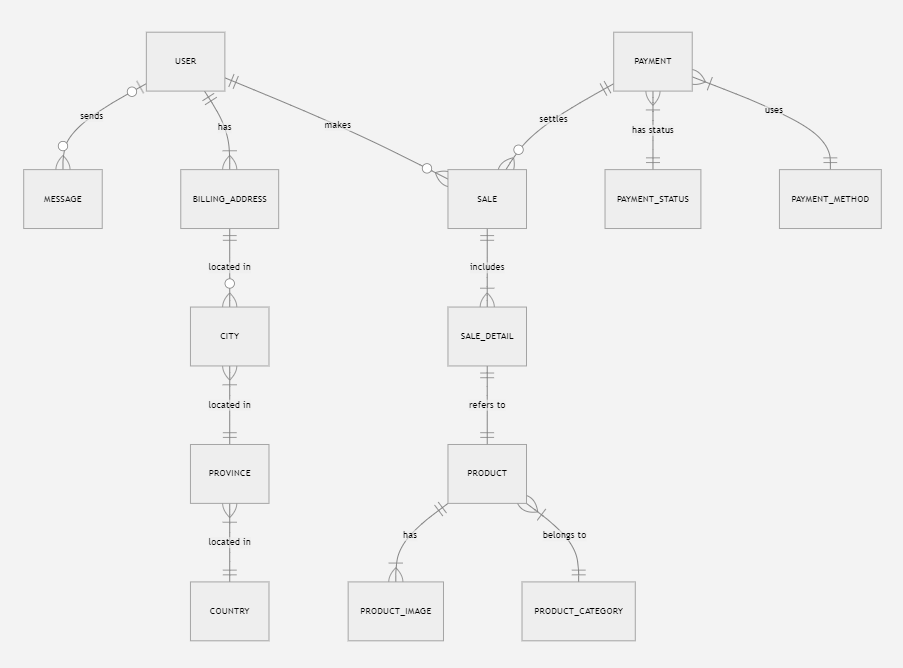 USER
PAYMENT
sends
has
makes
settles
has status
uses
MESSAGE
BILLING_ADDRESS
SALE
PAYMENT_STATUS
PAYMENT_METHOD
located in
includes
CITY
SALE_DETAIL
located in
refers to
PROVINCE
PRODUCT
located in
has
belongs to
COUNTRY
PRODUCT_IMAGE
PRODUCT_CATEGORY